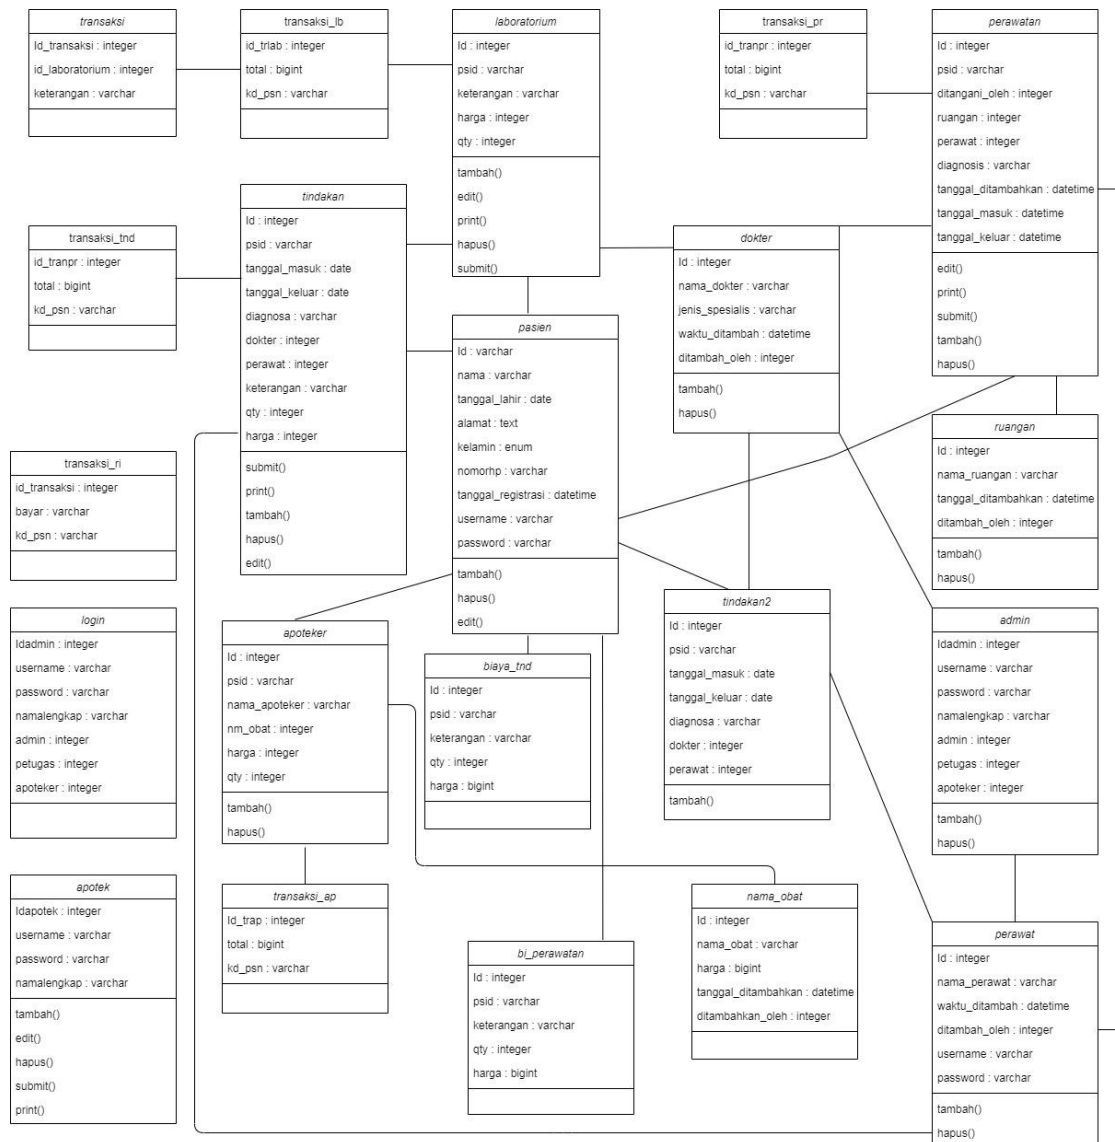 transaksi
Id_transaksi : integer
id_laboratorium : integer
keterangan : varchar
transaksi_lb
id_trlab : integer
total : bigint
kd_psn : varchar
laboratorium
Id : integer
psid : varchar
keterangan : varchar
harga : integer
qty : integer
tambah()
edit()
print()
hapus()
submit()
transaksi_pr
id_tranpr : integer
total : bigint
kd_psn : varchar
perawatan
Id : integer
psid : varchar
ditangani_oleh : integer
ruangan : integer
perawat : integer
diagnosis : varchar
tanggal_ditambahkan : datetime
tanggal_masuk : datetime
tanggal_keluar : datetime
edit()
print()
submit()
tambah()
hapus()
transaksi_tnd
id_tranpr : integer
total : bigint
kd_psn : varchar
tindakan
Id : integer
psid : varchar
tanggal_masuk : date
tanggal_keluar : date
diagnosa : varchar
dokter : integer
perawat : integer
keterangan : varchar
qty : integer
harga : integer
submit()
print()
tambah()
hapus()
edit()
dokter
Id : integer
nama_dokter : varchar
jenis_spesialis : varchar
waktu_ditambah : datetime
ditambah_oleh : integer
tambah()
hapus()
pasien
Id : varchar
nama : varchar
tanggal_lahir : date
alamat : text
kelamin : enum
nomorhp : varchar
tanggal_registrasi : datetime
username : varchar
password : varchar
tambah()
hapus()
edit()
ruangan
Id : integer
nama_ruangan : varchar
tanggal_ditambahkan : datetime
ditambah_oleh : integer
tambah()
hapus()
transaksi_ri
id_transaksi : integer
bayar : varchar
kd_psn : varchar
login
Idadmin : integer
username : varchar
password : varchar
namalengkap : varchar
admin : integer
petugas : integer
apoteker : integer
apoteker
Id : integer
psid : varchar
nama_apoteker : varchar
nm_obat : integer
harga : integer
qty : integer
tambah()
hapus()
biaya_tnd
Id : integer
psid : varchar
keterangan : varchar
qty : integer
harga : bigint
tindakan2
Id : integer
psid : varchar
tanggal_masuk : date
tanggal_keluar : date
diagnosa : varchar
dokter : integer
perawat : integer
tambah()
admin
Idadmin : integer
username : varchar
password : varchar
namalengkap : varchar
admin : integer
petugas : integer
apoteker : integer
tambah()
hapus()
apotek
Idapotek : integer
username : varchar
password : varchar
namalengkap : varchar
tambah()
edit()
hapus()
submit()
print()
transaksi_ap
Id_trap : integer
total : bigint
kd_psn : varchar
bi_perawatan
Id : integer
psid : varchar
keterangan : varchar
qty : integer
harga : bigint
nama_obat
Id : integer
nama_obat : varchar
harga : bigint
tanggal_ditambahkan : datetime
ditambahkan_oleh : integer
perawat
Id : integer
nama_perawat : varchar
waktu_ditambah : datetime
ditambah_oleh : integer
username : varchar
password : varchar
tambah()
hapus()